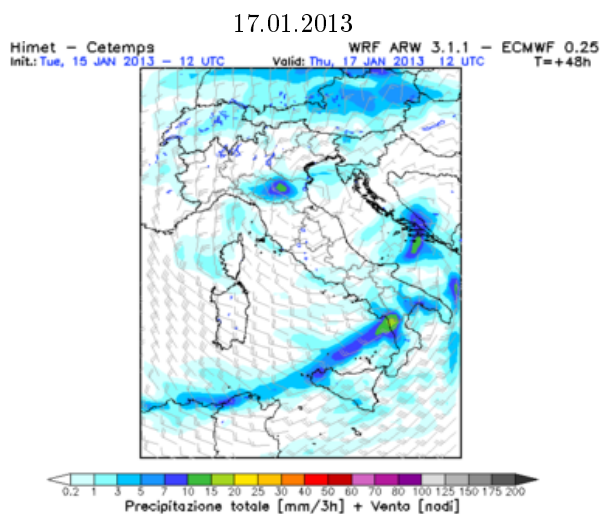 17.01.2013
Himet – Cetemps WRF ARW 3.1.1 – ECMWF 0.25
Init.: Tue, 15 JAN 2013 – 12 UTC Valid: Thu, 17 JAN 2013 12 UTC T=+48h
0.2 1 3 5 7 10 15 20 25 30 40 50 60 70 80 100 125 150 175 200
Precipitazione totale [mm/3h] + Vento [nodi]